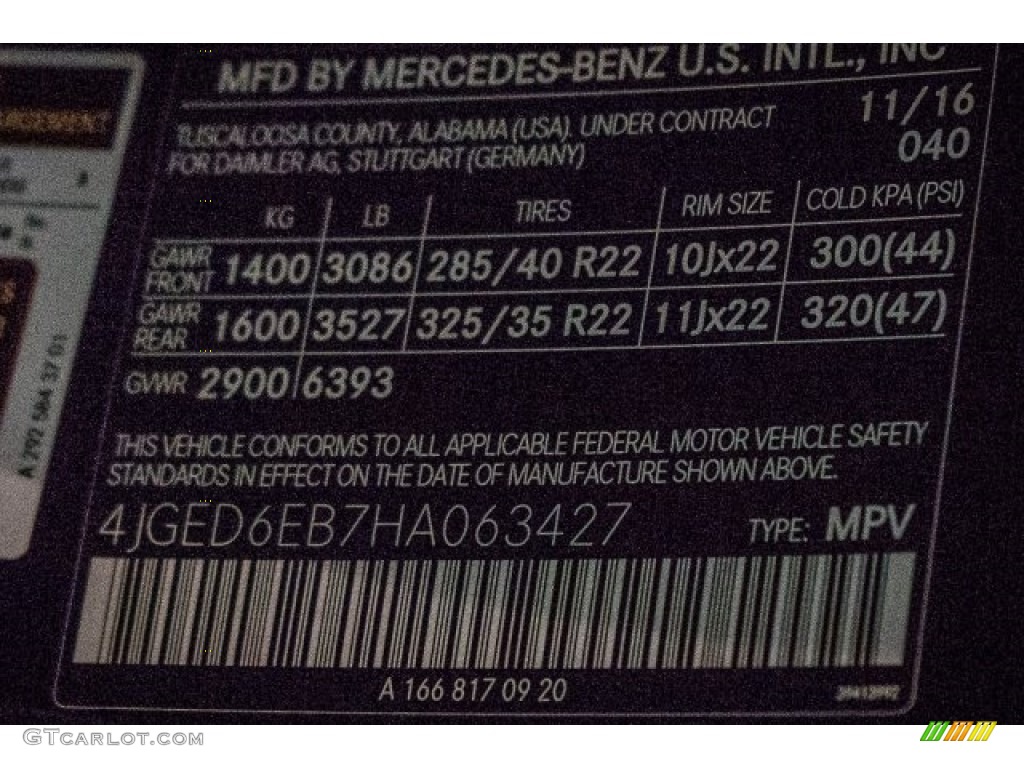 MFD BY MERCEDES-BENZ U.S. INTL., INC
TUSCALOOSA COUNTY, ALABAMA (USA), UNDER CONTRACT 11/16
FOR DAIMLER AG, STUTTGART (GERMANY) 040
KG LB TIRES RIM SIZE COLD KPA (PSI)
GAWR FRONT 1400 3086 285/40 R22 10Jx22 300(44)
GAWR REAR 1600 3527 325/35 R22 11Jx22 320(47)
GVWR 2900 6393
THIS VEHICLE CONFORMS TO ALL APPLICABLE FEDERAL MOTOR VEHICLE SAFETY
STANDARDS IN EFFECT ON THE DATE OF MANUFACTURE SHOWN ABOVE.
4JGED6EB7HA063427 TYPE: MPV
A 166 817 09 20
A 292 584 37 01
GTCARLOT.COM